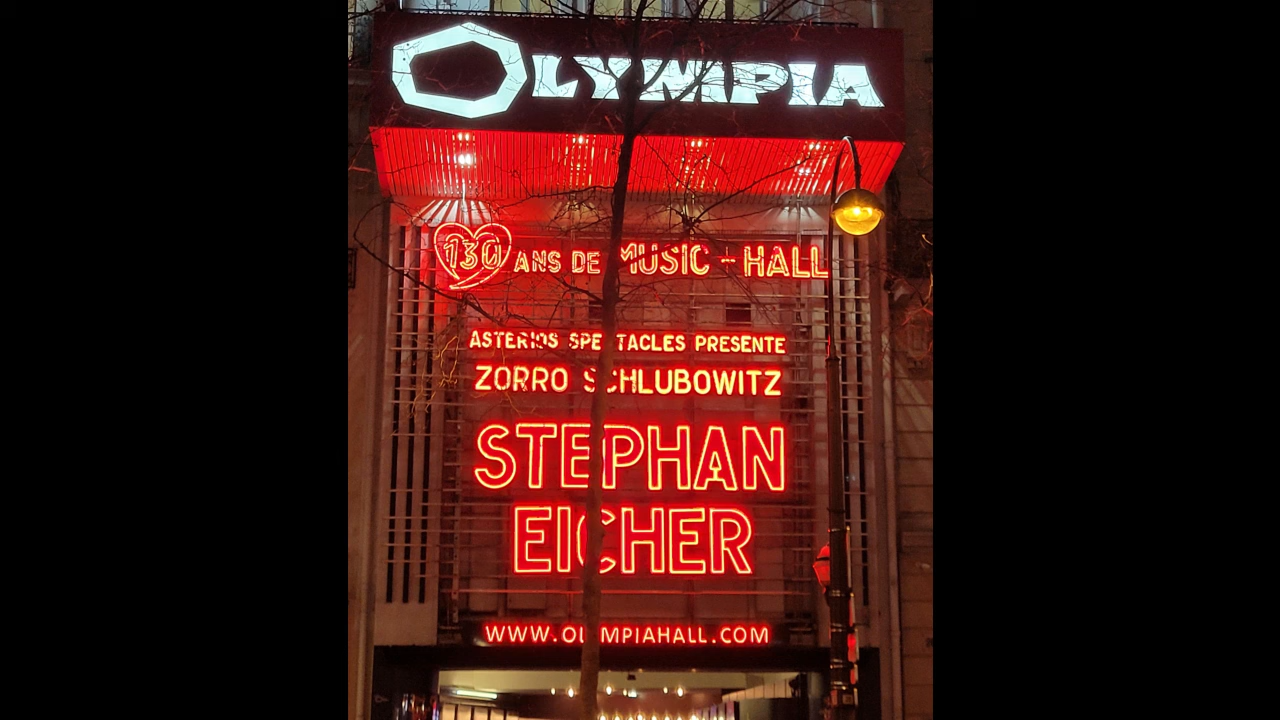 OLYMPIA
130 ANS DE MUSIC-HALL
ASTERIOS SPECTACLES PRESENTE
ZORRO SCHLUBOWITZ
STEPHAN
EICHER
WWW.OLYMPIAHALL.COM